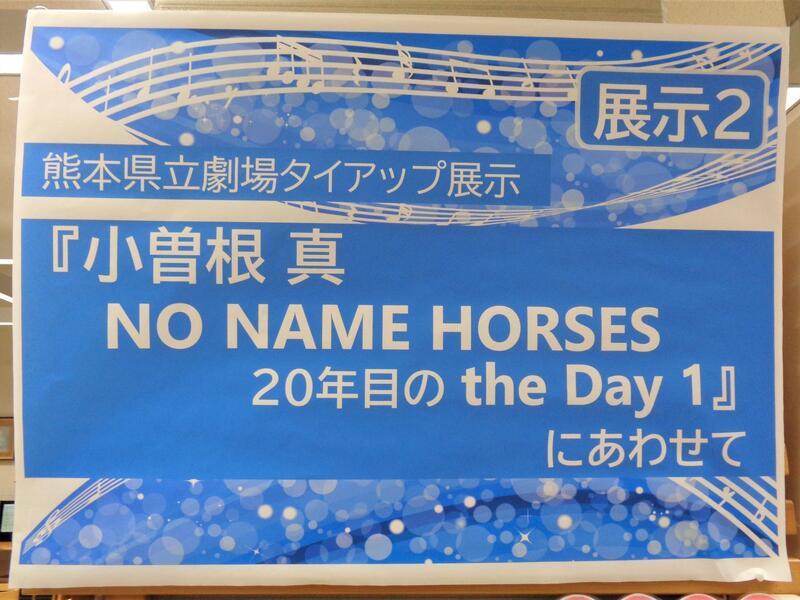 展示2
熊本県立劇場タイアップ展示
『小曽根 真
NO NAME HORSES
20年目の the Day 1』
にあわせて